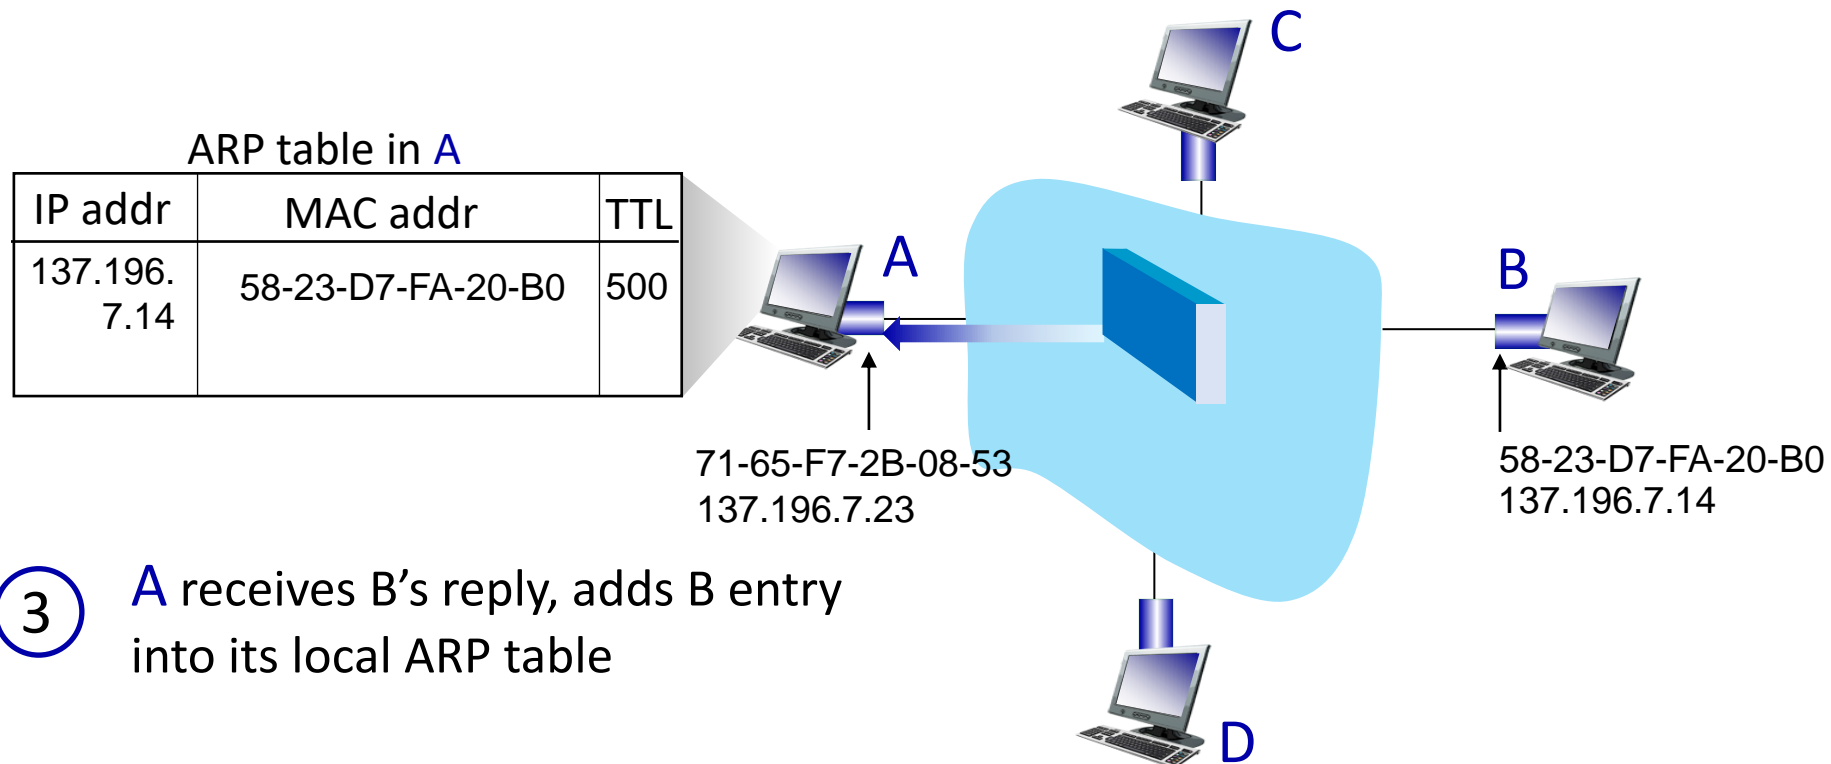 C
ARP table in A
IP addr MAC addr TTL
137.196.
7.14
58-23-D7-FA-20-B0 500
A
B
71-65-F7-2B-08-53
137.196.7.23
58-23-D7-FA-20-B0
137.196.7.14
3
A receives B’s reply, adds B entry
into its local ARP table
D